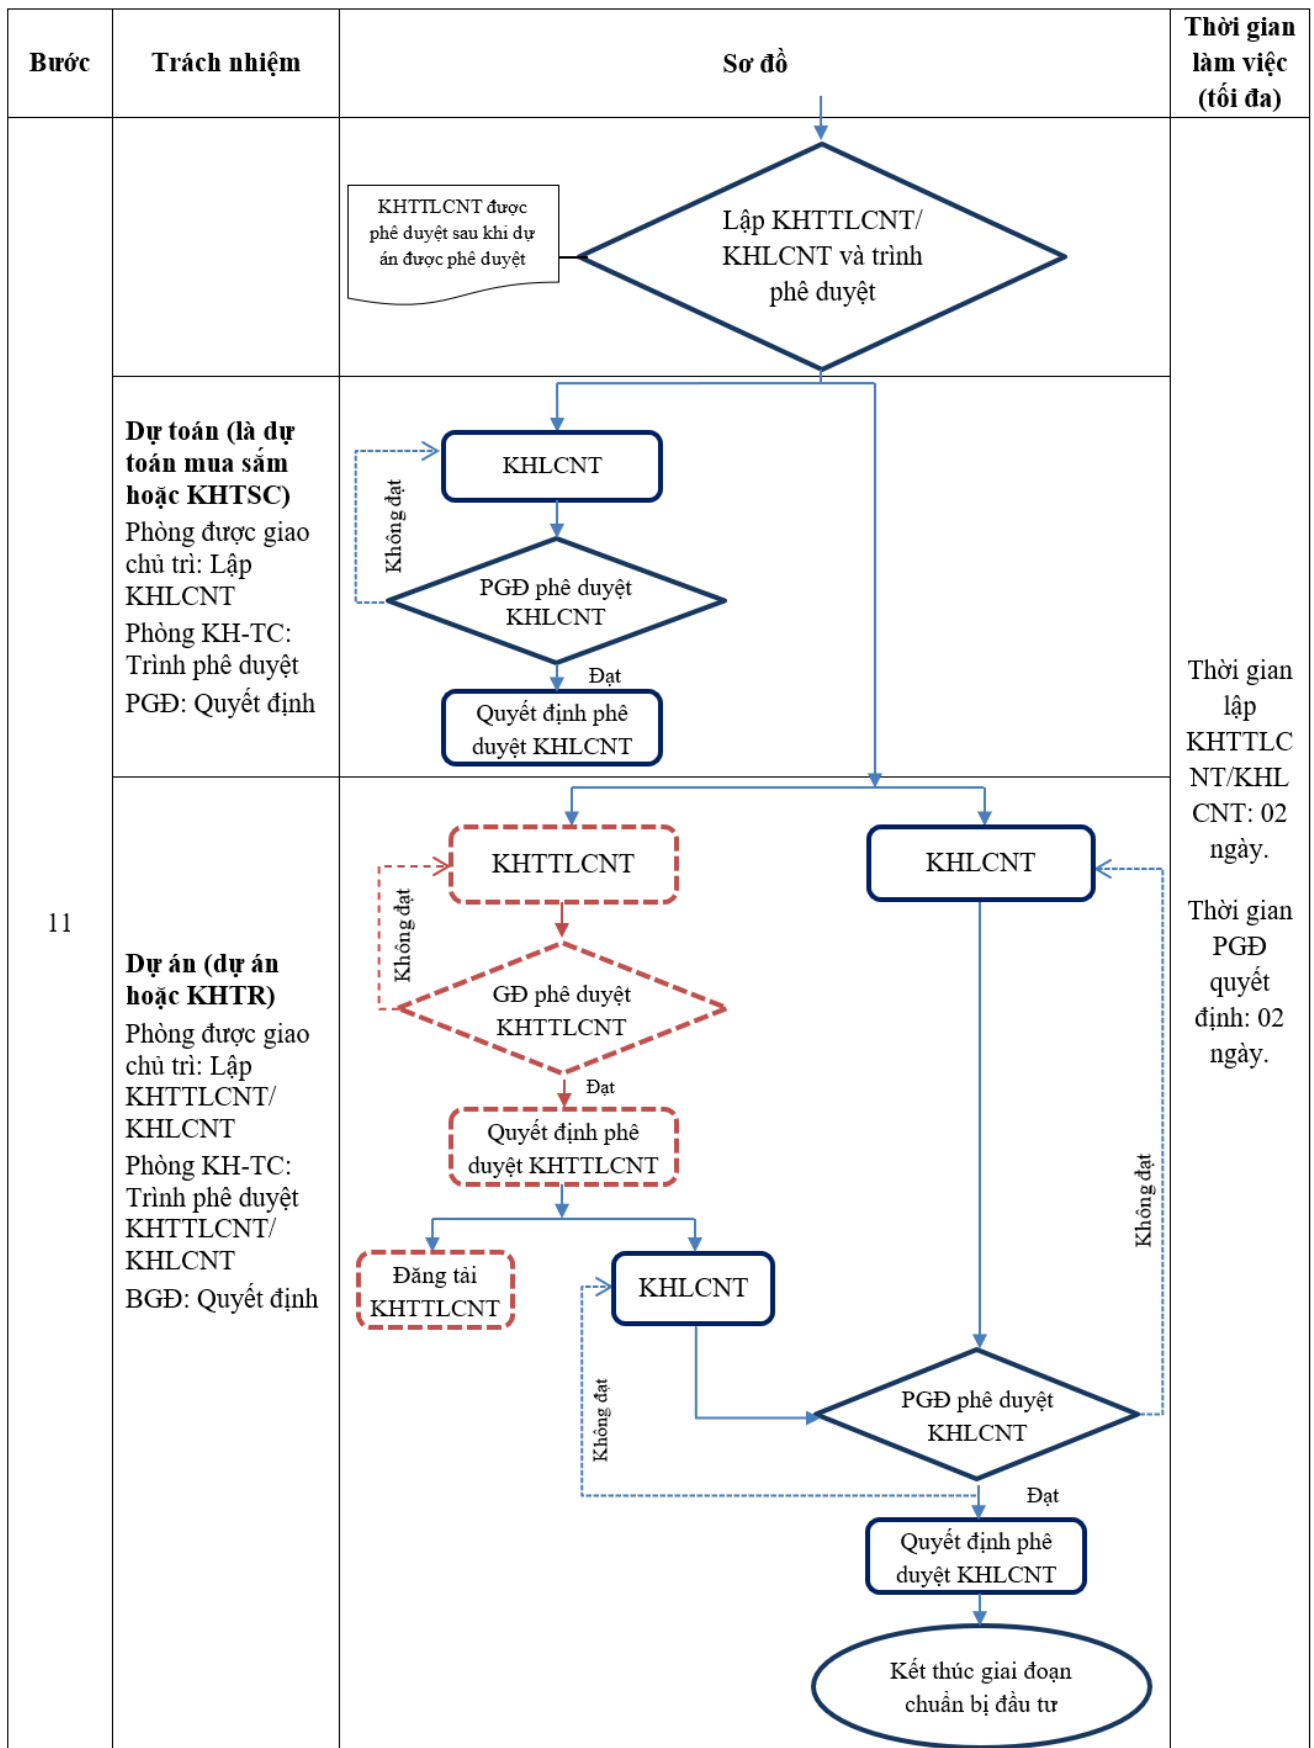 Bước
Trách nhiệm
Sơ đồ
Thời gian
làm việc
(tối đa)
KHTTLCNT được
phê duyệt sau khi dự
án được phê duyệt
Lập KHTTLCNT/
KHLCNT và trình
phê duyệt
Dự toán (là dự
toán mua sắm
hoặc KHTSC)
Phòng được giao
chủ trì: Lập
KHLCNT
Phòng KH-TC:
Trình phê duyệt
PGĐ: Quyết định
KHLCNT
Không đạt
PGĐ phê duyệt
KHLCNT
Đạt
Quyết định phê
duyệt KHLCNT
11
Dự án (dự án
hoặc KHTR)
Phòng được giao
chủ trì: Lập
KHTTLCNT/
KHLCNT
Phòng KH-TC:
Trình phê duyệt
KHTTLCNT/
KHLCNT
BGĐ: Quyết định
KHTTLCNT
Không đạt
GĐ phê duyệt
KHTTLCNT
Đạt
Quyết định phê
duyệt KHTTLCNT
Đăng tải
KHTTLCNT
KHLCNT
Không đạt
KHLCNT
Không đạt
PGĐ phê duyệt
KHLCNT
Đạt
Quyết định phê
duyệt KHLCNT
Kết thúc giai đoạn
chuẩn bị đầu tư
Thời gian
lập
KHTTLC
NT/KHL
CNT: 02
ngày.
Thời gian
PGĐ
quyết
định: 02
ngày.